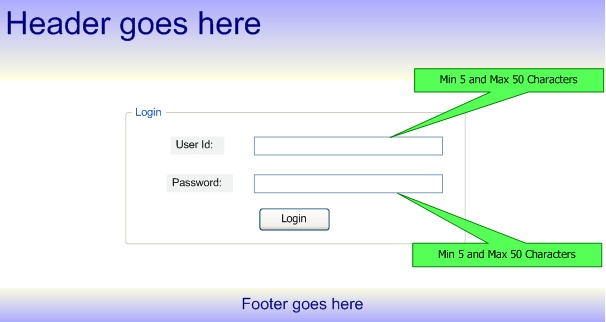 Header goes here
Min 5 and Max 50 Characters
Login
User Id:
Password:
Login
Min 5 and Max 50 Characters
Footer goes here